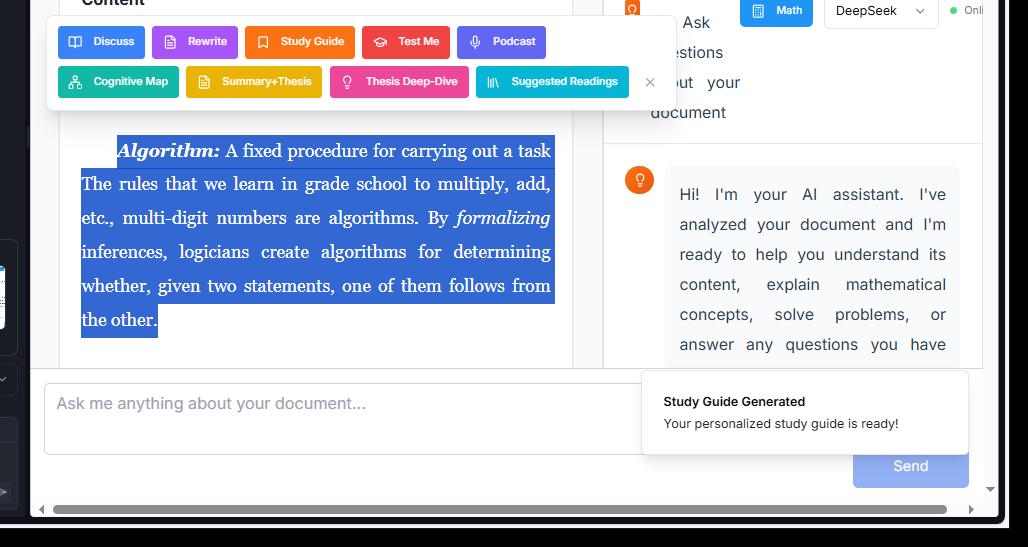 Content
Discuss
Rewrite
Study Guide
Test Me
Podcast
Cognitive Map
Summary+Thesis
Thesis Deep-Dive
Suggested Readings
Algorithm: A fixed procedure for carrying out a task
The rules that we learn in grade school to multiply, add,
etc., multi-digit numbers are algorithms. By formalizing
inferences, logicians create algorithms for determining
whether, given two statements, one of them follows from
the other.
Ask
your
document
Math
DeepSeek
Hi! I'm your AI assistant. I've
analyzed your document and I'm
ready to help you understand its
content, explain mathematical
concepts, solve problems, or
answer any questions you have
Ask me anything about your document...
Study Guide Generated
Your personalized study guide is ready!
Send